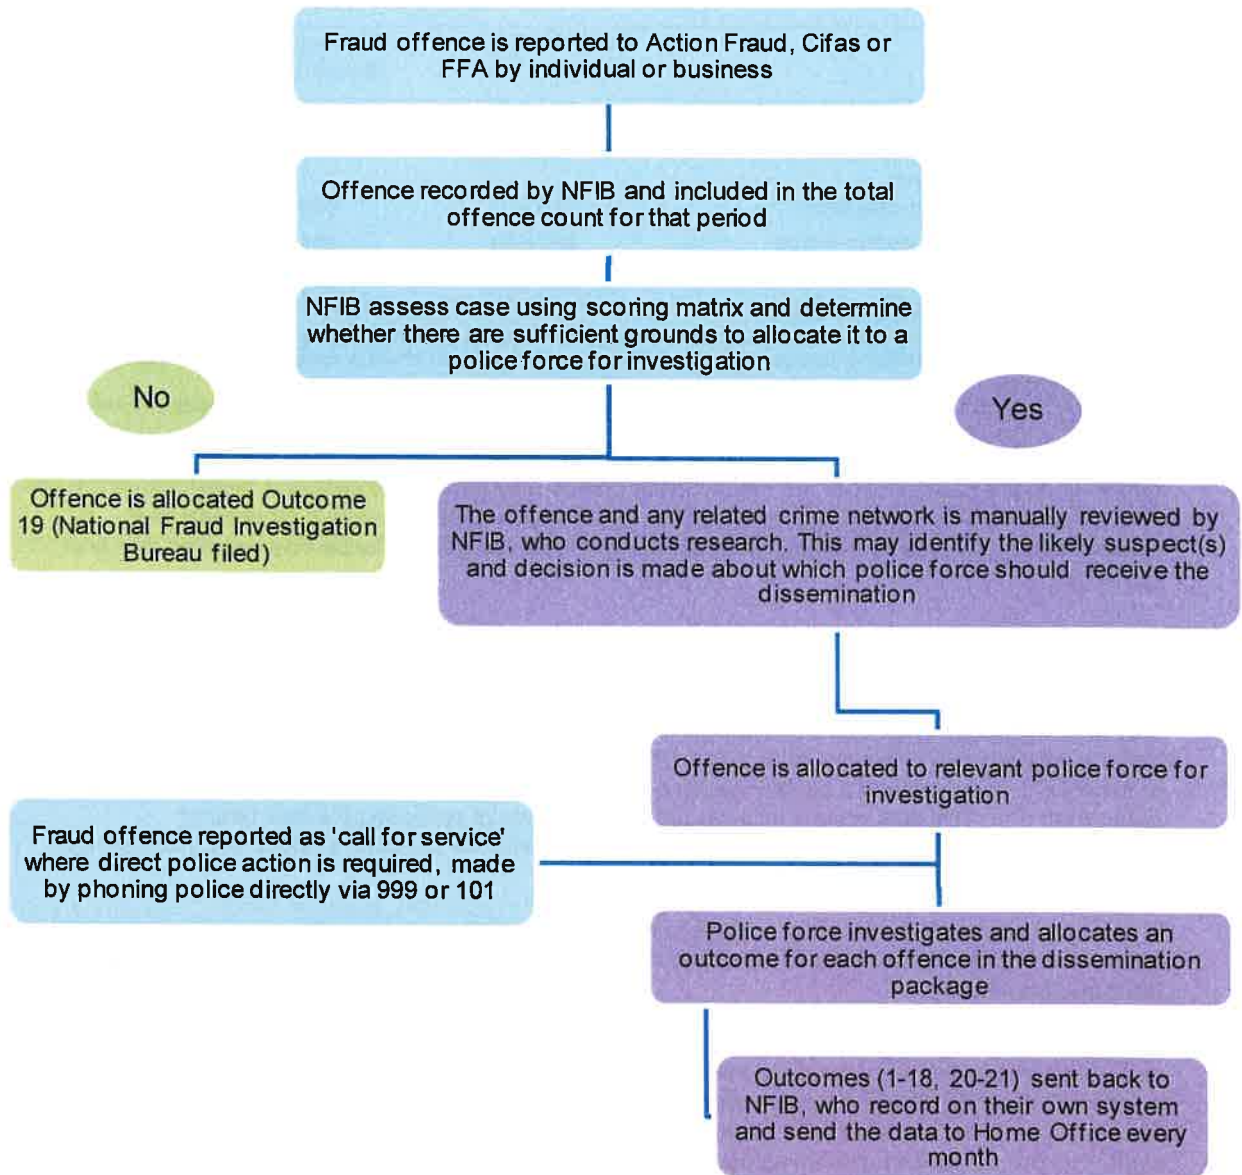 Fraud offence is reported to Action Fraud, Cifas or
FFA by individual or business
Offence recorded by NFIB and included in the total
offence count for that period
NFIB assess case using scoring matrix and determine
whether there are sufficient grounds to allocate it to a
police force for investigation
No
Yes
Offence is allocated Outcome
19 (National Fraud Investigation
Bureau filed)
The offence and any related crime network is manually reviewed by
NFIB, who conducts research. This may identify the likely suspect(s)
and decision is made about which police force should receive the
dissemination
Offence is allocated to relevant police force for
investigation
Fraud offence reported as 'call for service'
where direct police action is required, made
by phoning police directly via 999 or 101
Police force investigates and allocates an
outcome for each offence in the dissemination
package
Outcomes (1-18, 20-21) sent back to
NFIB, who record on their own system
and send the data to Home Office every
month